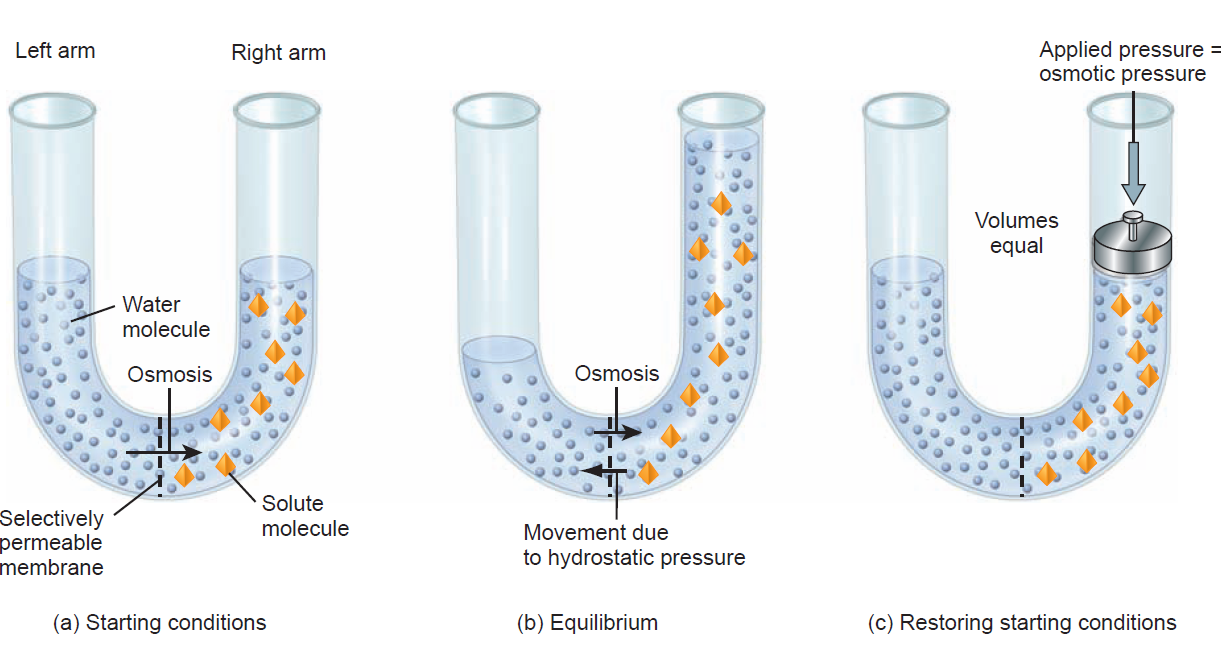 Left arm
Right arm
Water
molecule
Osmosis
Selectively
permeable
membrane
Solute
molecule
(a) Starting conditions
Osmosis
Movement due
to hydrostatic pressure
(b) Equilibrium
Applied pressure =
osmotic pressure
Volumes
equal
(c) Restoring starting conditions